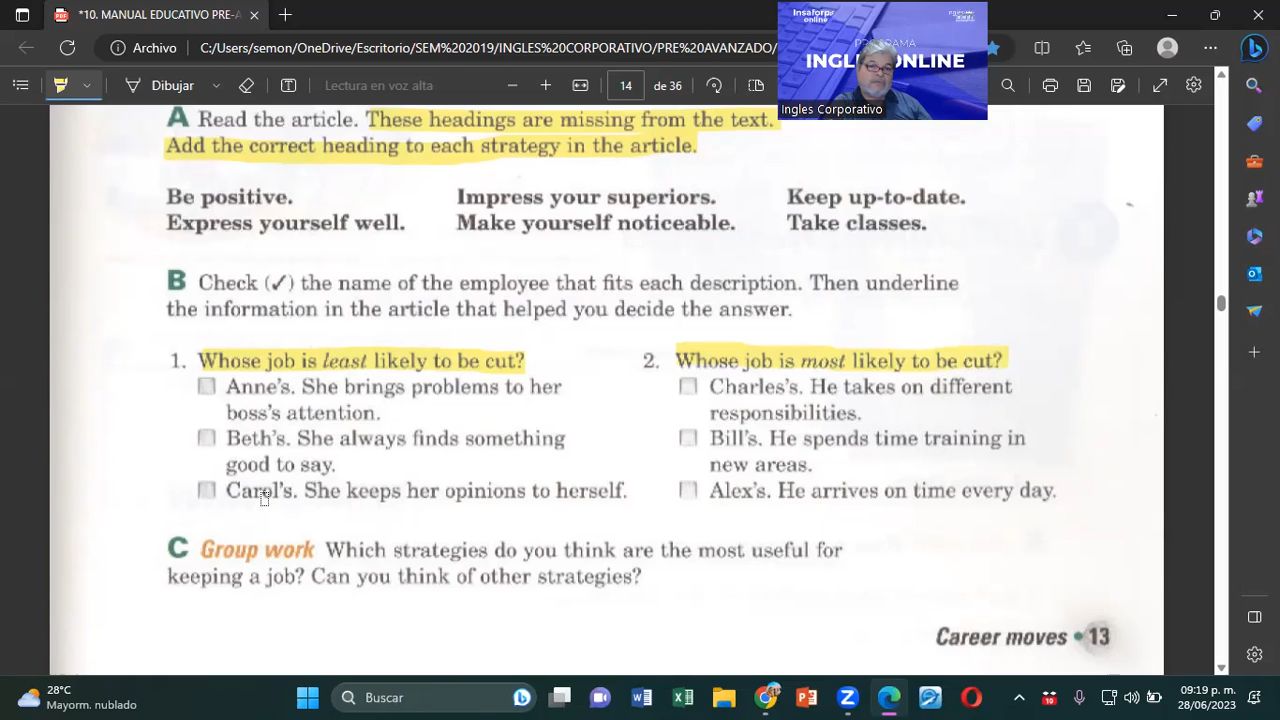 *10. MATERIAL EDUCATIVO PRE A
Archivo
C:/Users/semor/OneDrive/Escritorio/SEM%202019/INGLES%20CORPORATIVO/PRE%20AVANZADO/
Dibujar
Lectura en voz alta
14
de 36
Insaforp
online
PROGRAMA
Ingles Corporativo
A Read the article. These headings are missing from the text.
Add the correct heading to each strategy in the article.
Be positive. Impress your superiors. Keep up-to-date.
Express yourself well. Make yourself noticeable. Take classes.
B Check (✓) the name of the employee that fits each description. Then underline
the information in the article that helped you decide the answer.
1. Whose job is least likely to be cut?
Anne's. She brings problems to her
boss's attention.
Beth's. She always finds something
good to say.
Carol's. She keeps her opinions to herself.
2. Whose job is most likely to be cut?
Charles's. He takes on different
responsibilities.
Bill's. He spends time training in
new areas.
Alex's. He arrives on time every day.
C Group work Which strategies do you think are the most useful for
keeping a job? Can you think of other strategies?
Career moves • 13
28°C
Mayorm. nublado
Buscar
10
09:19 p. m.
28/06/2023